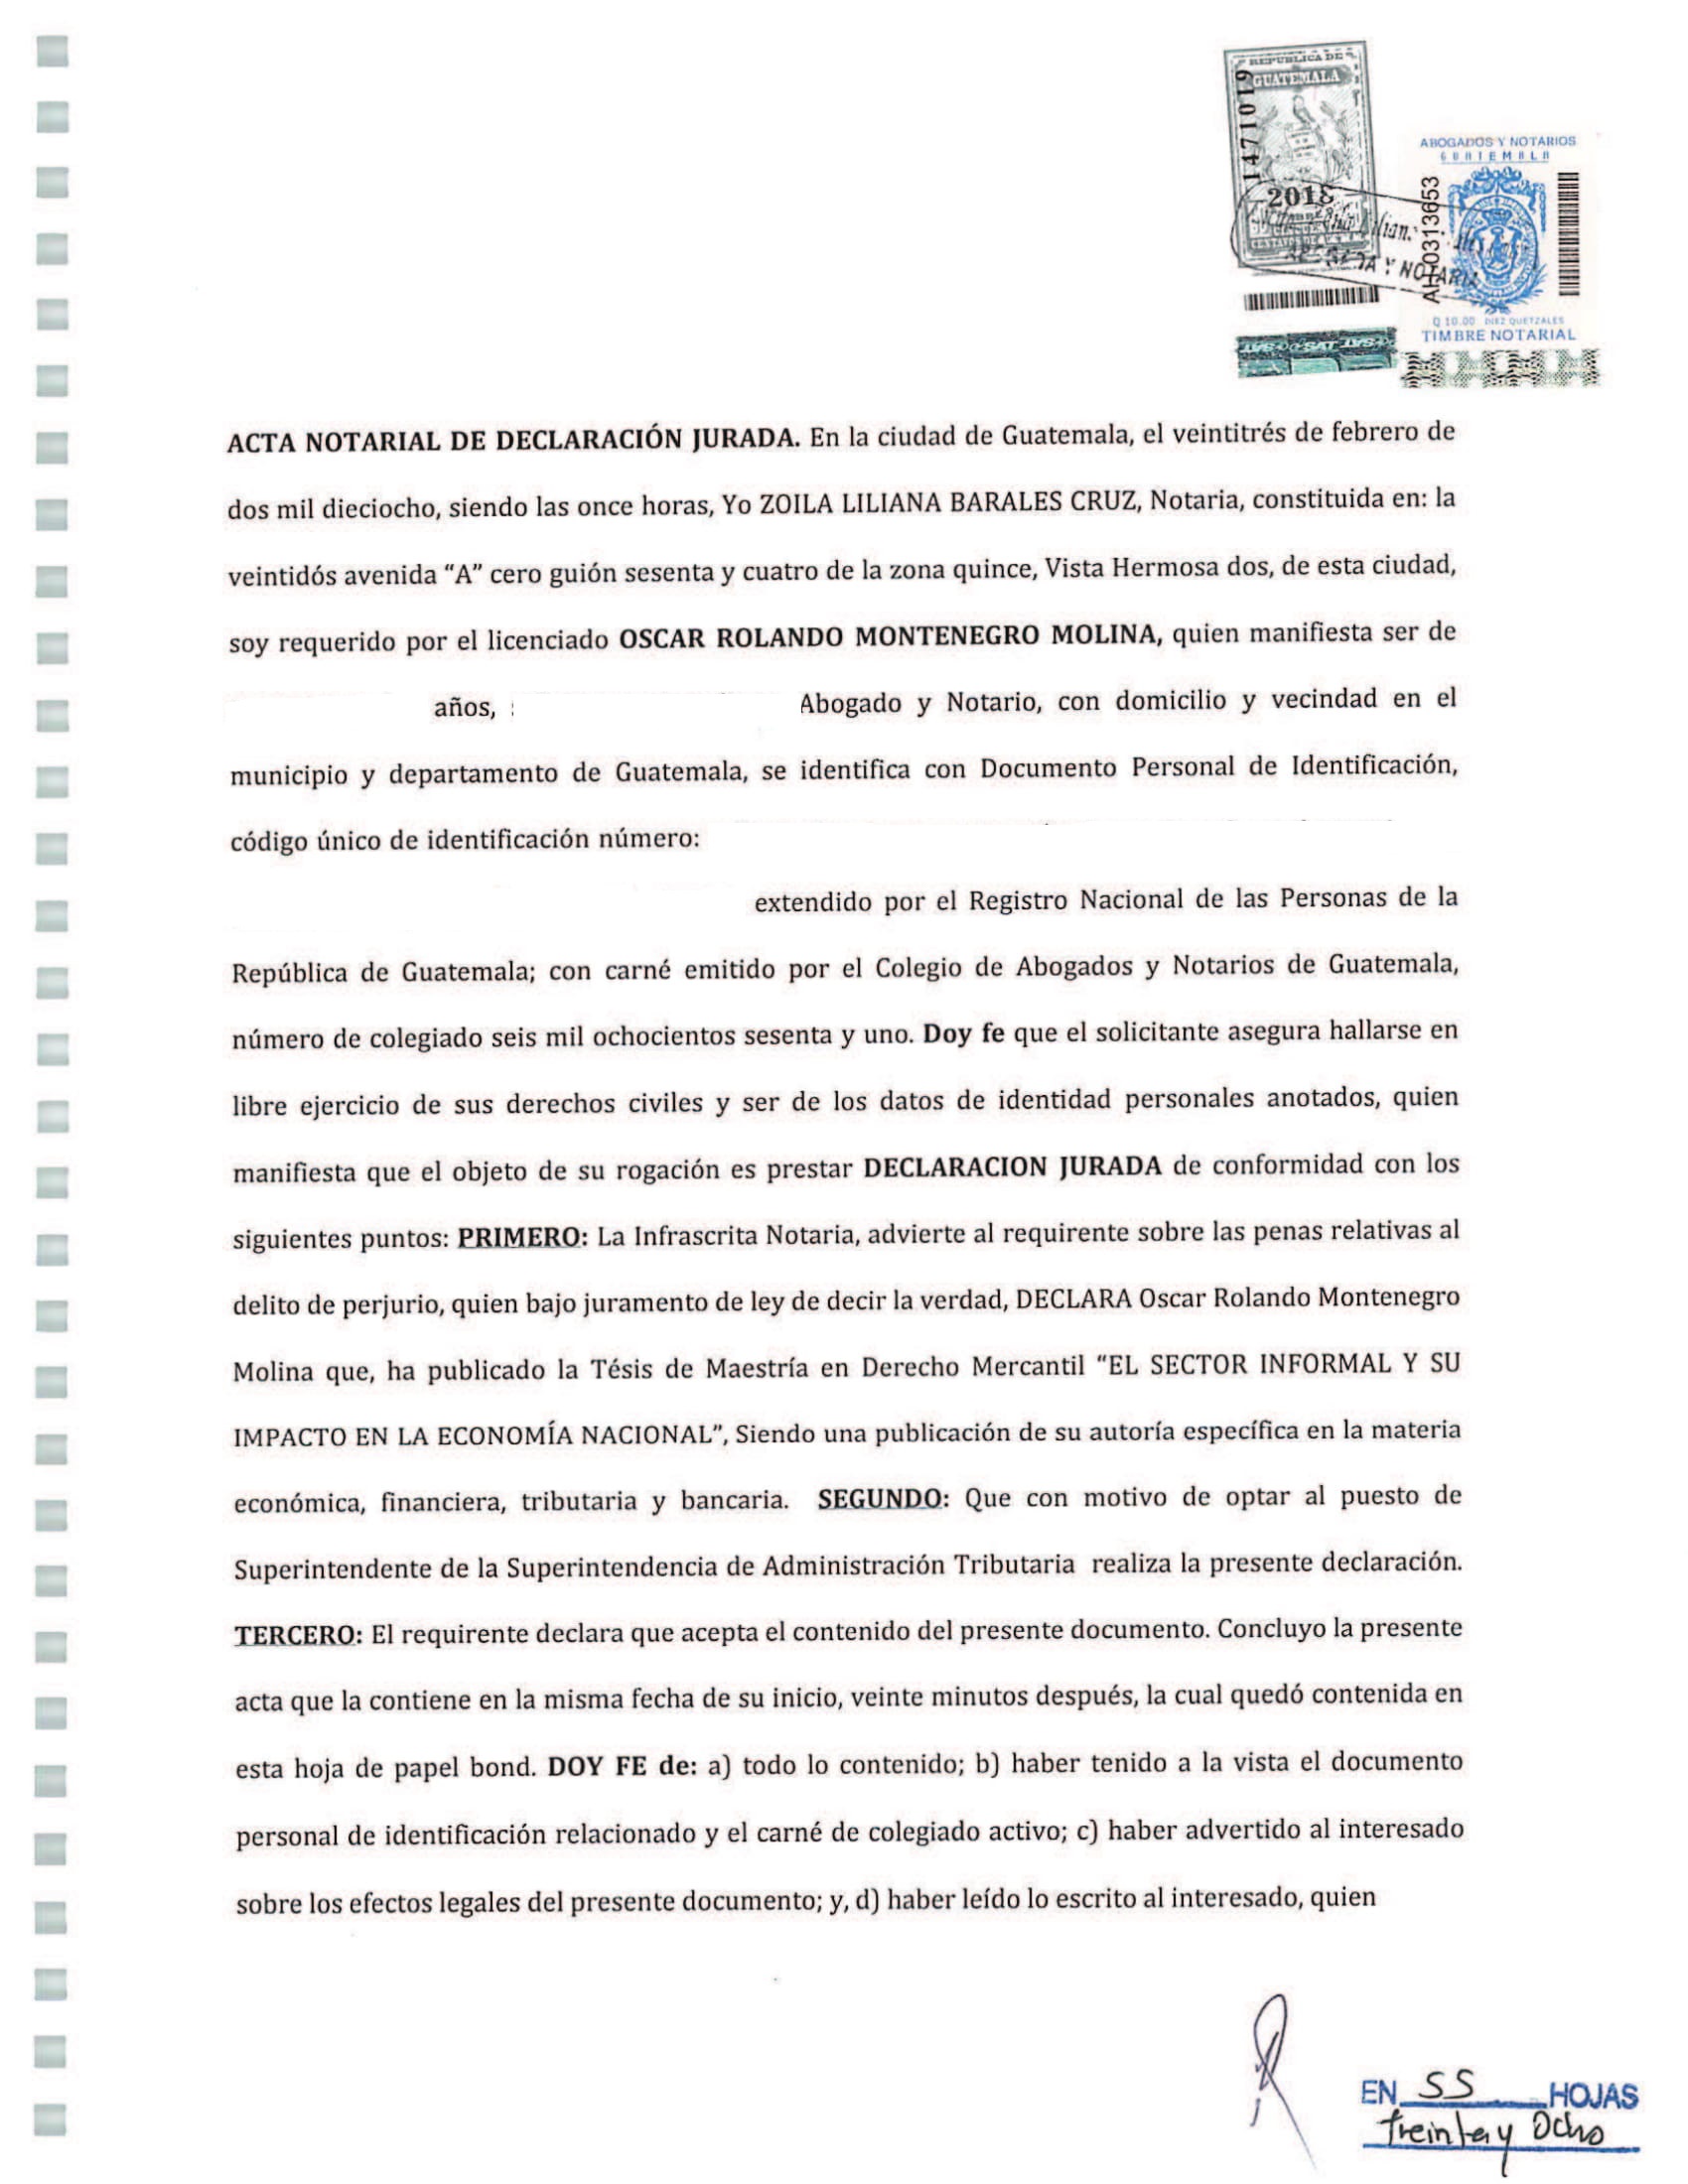 REPUBLICA DE
GUATEMALA
1471019
2018
ABOGADOS Y NOTARIOS
GUATEMALA
AH-0313653
Q 10.00 DIEZ QUETZALES
TIMBRE NOTARIAL
Y NOTARIA
SAT
ACTA NOTARIAL DE DECLARACIÓN JURADA. En la ciudad de Guatemala, el veintitrés de febrero de
dos mil dieciocho, siendo las once horas, Yo ZOILA LILIANA BARALES CRUZ, Notaria, constituida en: la
veintidós avenida “A” cero guión sesenta y cuatro de la zona quince, Vista Hermosa dos, de esta ciudad,
soy requerido por el licenciado OSCAR ROLANDO MONTENEGRO MOLINA, quien manifiesta ser de
años, Abogado y Notario, con domicilio y vecindad en el
municipio y departamento de Guatemala, se identifica con Documento Personal de Identificación,
código único de identificación número:
extendido por el Registro Nacional de las Personas de la
República de Guatemala; con carné emitido por el Colegio de Abogados y Notarios de Guatemala,
número de colegiado seis mil ochocientos sesenta y uno. Doy fe que el solicitante asegura hallarse en
libre ejercicio de sus derechos civiles y ser de los datos de identidad personales anotados, quien
manifiesta que el objeto de su rogación es prestar DECLARACION JURADA de conformidad con los
siguientes puntos: PRIMERO: La Infrascrita Notaria, advierte al requirente sobre las penas relativas al
delito de perjurio, quien bajo juramento de ley de decir la verdad, DECLARA Oscar Rolando Montenegro
Molina que, ha publicado la Tésis de Maestría en Derecho Mercantil “EL SECTOR INFORMAL Y SU
IMPACTO EN LA ECONOMÍA NACIONAL”, Siendo una publicación de su autoría específica en la materia
económica, financiera, tributaria y bancaria. SEGUNDO: Que con motivo de optar al puesto de
Superintendente de la Superintendencia de Administración Tributaria realiza la presente declaración.
TERCERO: El requirente declara que acepta el contenido del presente documento. Concluyo la presente
acta que la contiene en la misma fecha de su inicio, veinte minutos después, la cual quedó contenida en
esta hoja de papel bond. DOY FE de: a) todo lo contenido; b) haber tenido a la vista el documento
personal de identificación relacionado y el carné de colegiado activo; c) haber advertido al interesado
sobre los efectos legales del presente documento; y, d) haber leído lo escrito al interesado, quien
EN SS HOJAS
treinta y Ocho